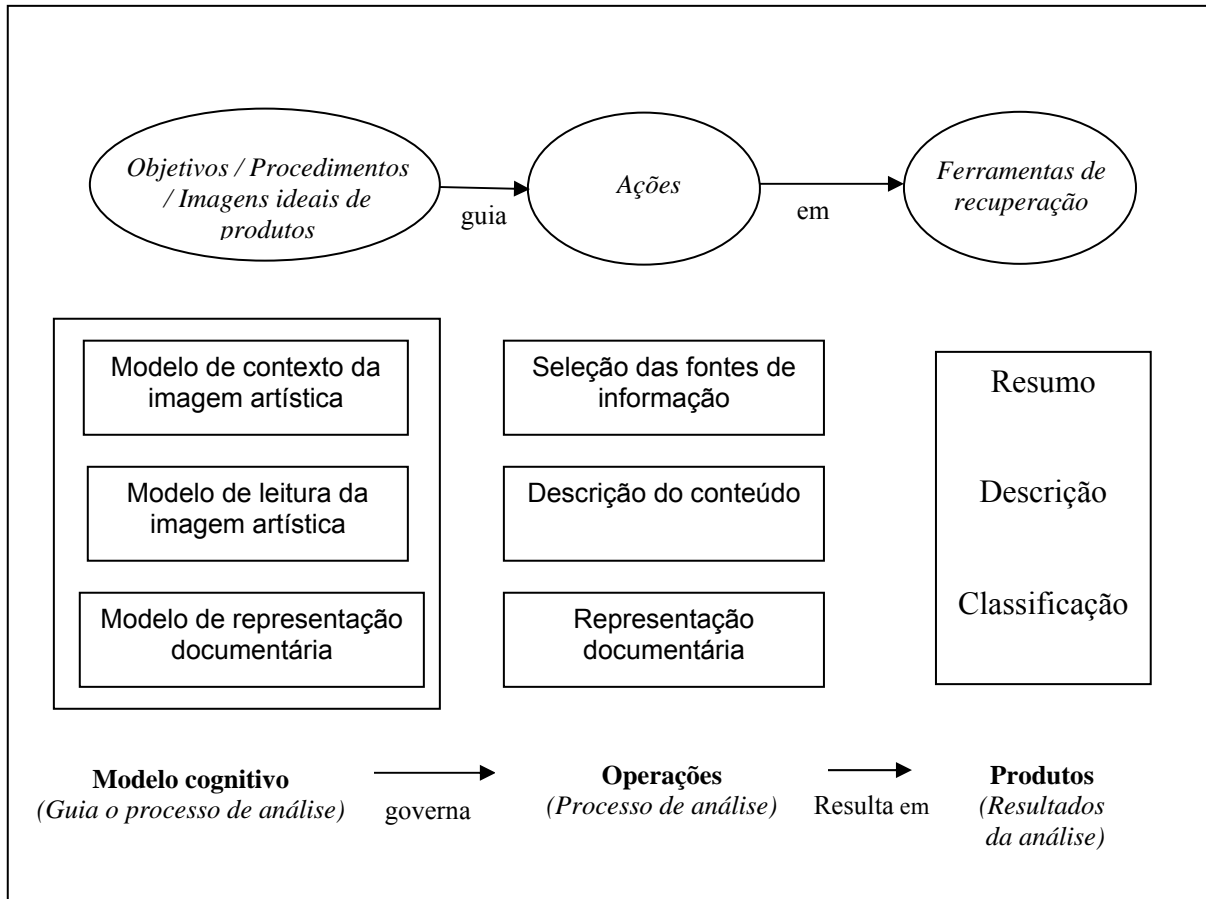 Objetivos / Procedimentos
/ Imagens ideais de
produtos
guia
Ações
em
Ferramentas de
recuperação
Modelo de contexto da
imagem artística
Modelo de leitura da
imagem artística
Modelo de representação
documentária
Seleção das fontes de
informação
Descrição do conteúdo
Representação
documentária
Resumo
Descrição
Classificação
Modelo cognitivo
(Guia o processo de análise)
governa
Operações
(Processo de análise)
Resulta em
Produtos
(Resultados
da análise)